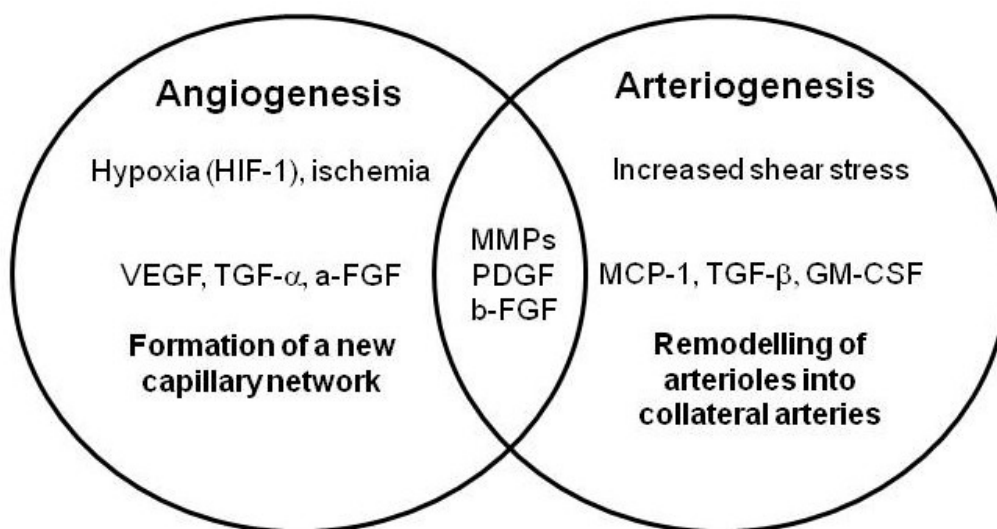 Angiogenesis
Hypoxia (HIF-1), ischemia
VEGF, TGF-α, a-FGF
Formation of a new
capillary network
MMPs
PDGF
b-FGF
Arteriogenesis
Increased shear stress
MCP-1, TGF-β, GM-CSF
Remodelling of
arterioles into
collateral arteries